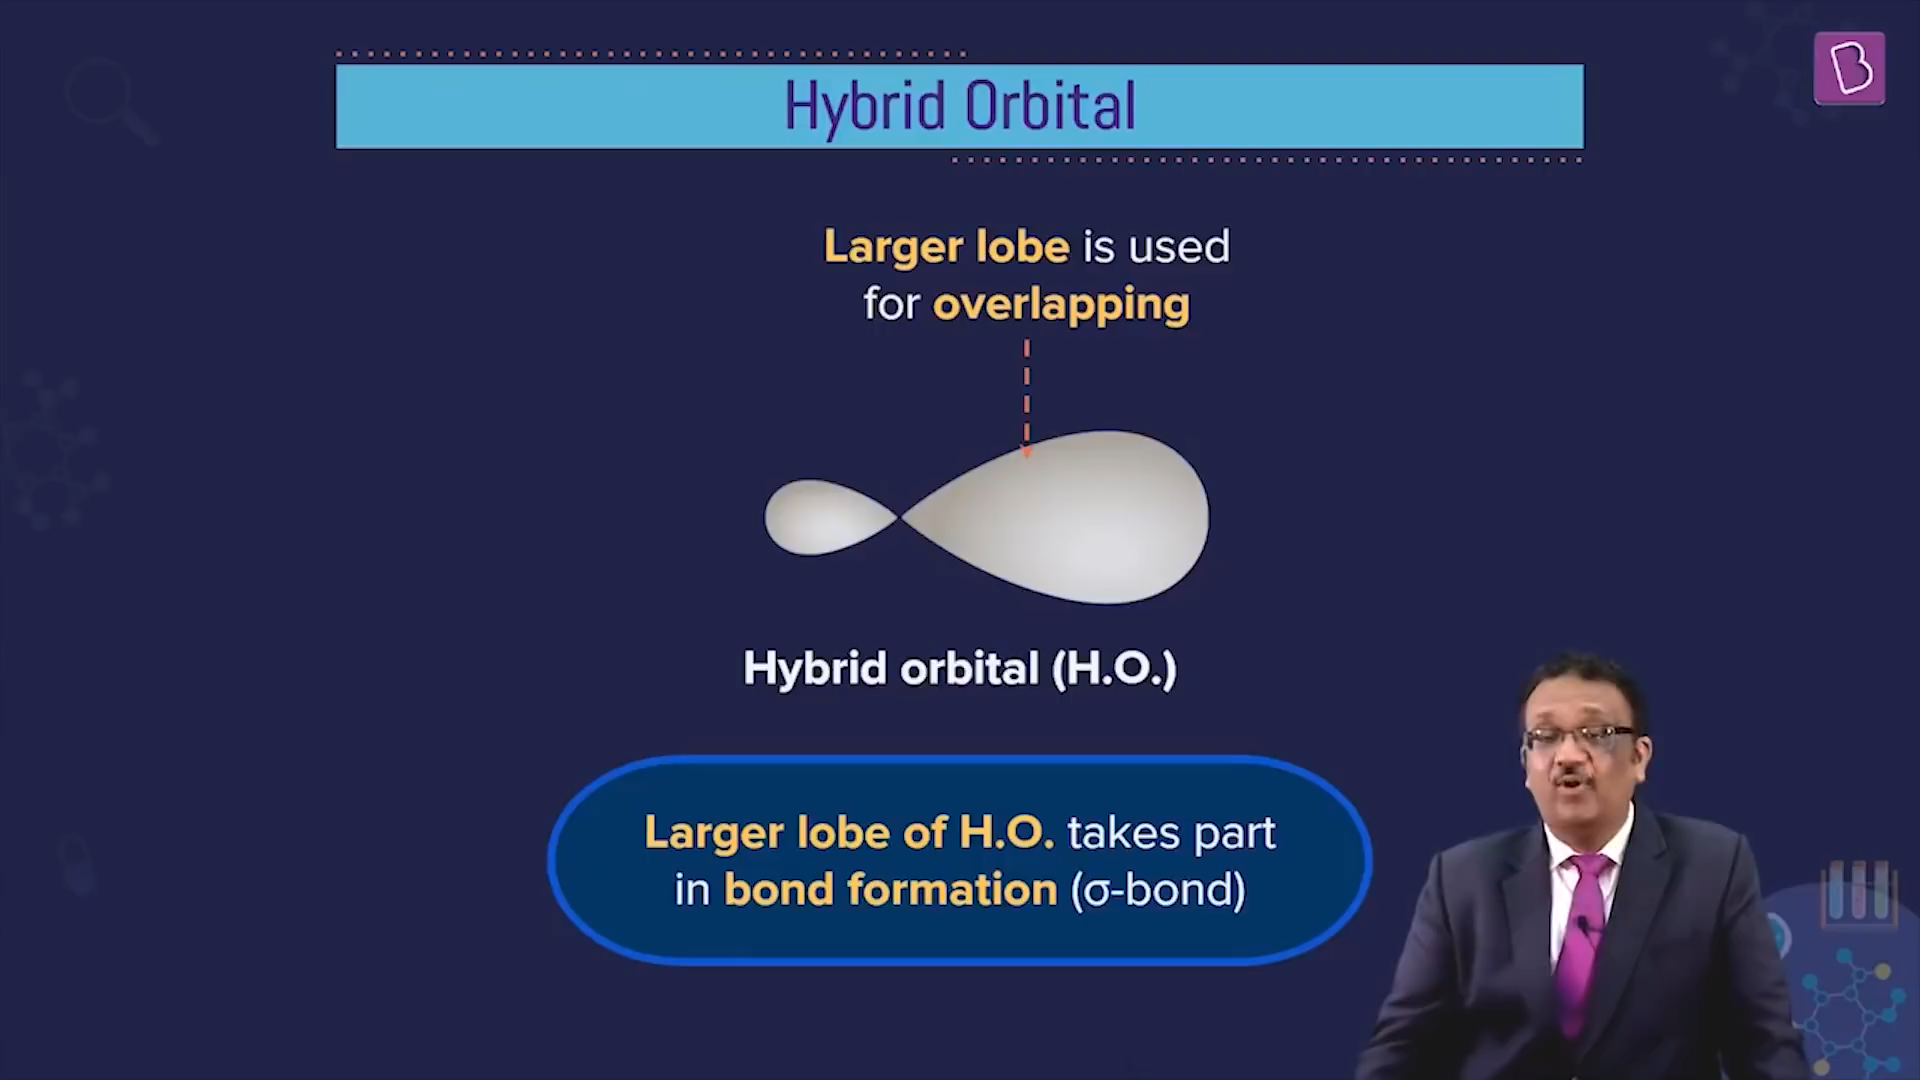 Hybrid Orbital
B
Larger lobe is used
for overlapping
Hybrid orbital (H.O.)
Larger lobe of H.O. takes part
in bond formation (σ-bond)